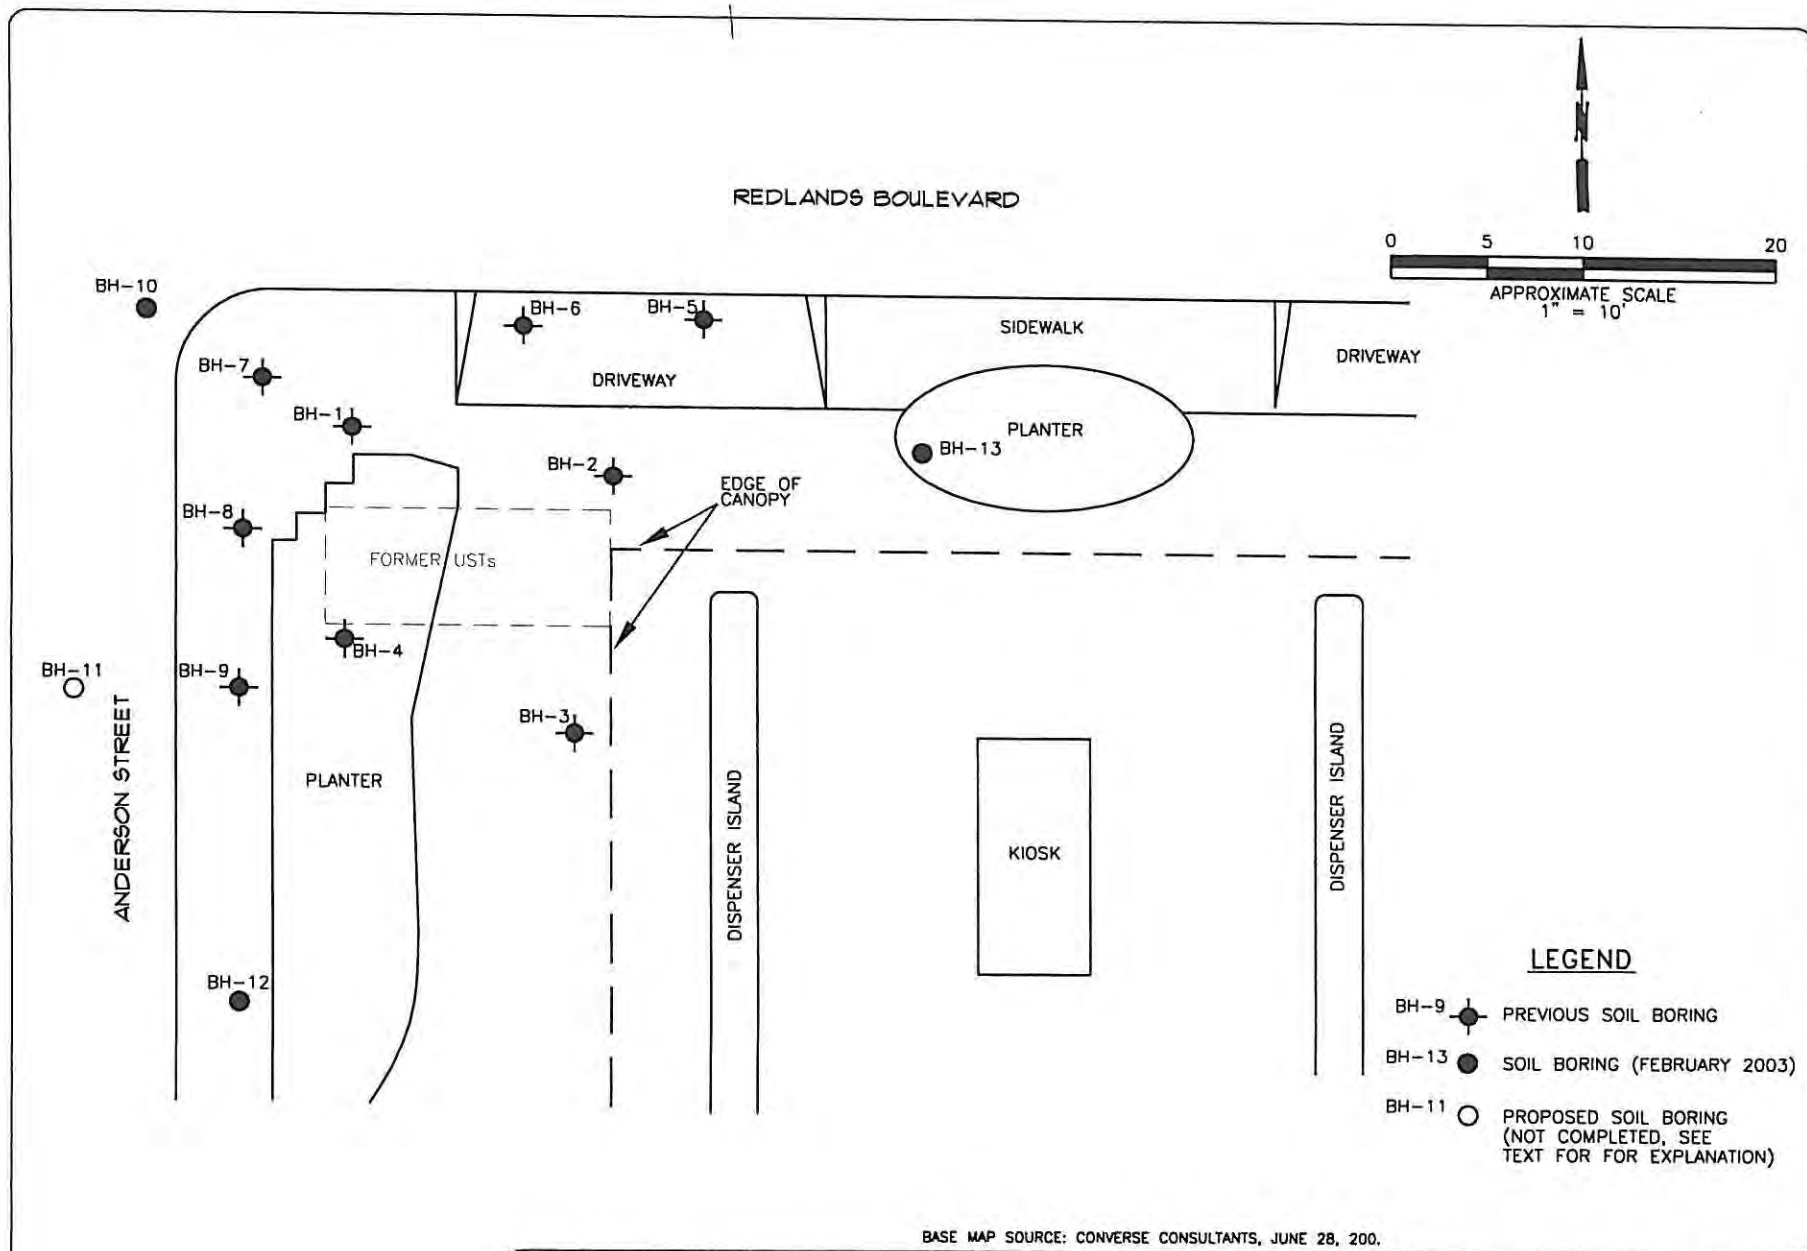 N
REDLANDS BOULEVARD
0 5 10 20
APPROXIMATE SCALE
1" = 10'
BH-10
BH-6
BH-5
SIDEWALK
DRIVEWAY
BH-7
DRIVEWAY
BH-1
PLANTER
BH-13
BH-2
EDGE OF
CANOPY
BH-8
FORMER USTs
BH-4
BH-11
BH-9
BH-3
ANDERSON STREET
PLANTER
DISPENSER ISLAND
KIOSK
DISPENSER ISLAND
BH-12
LEGEND
BH-9 PREVIOUS SOIL BORING
BH-13 SOIL BORING (FEBRUARY 2003)
BH-11 PROPOSED SOIL BORING
(NOT COMPLETED, SEE
TEXT FOR FOR EXPLANATION)
BASE MAP SOURCE: CONVERSE CONSULTANTS, JUNE 28, 200.